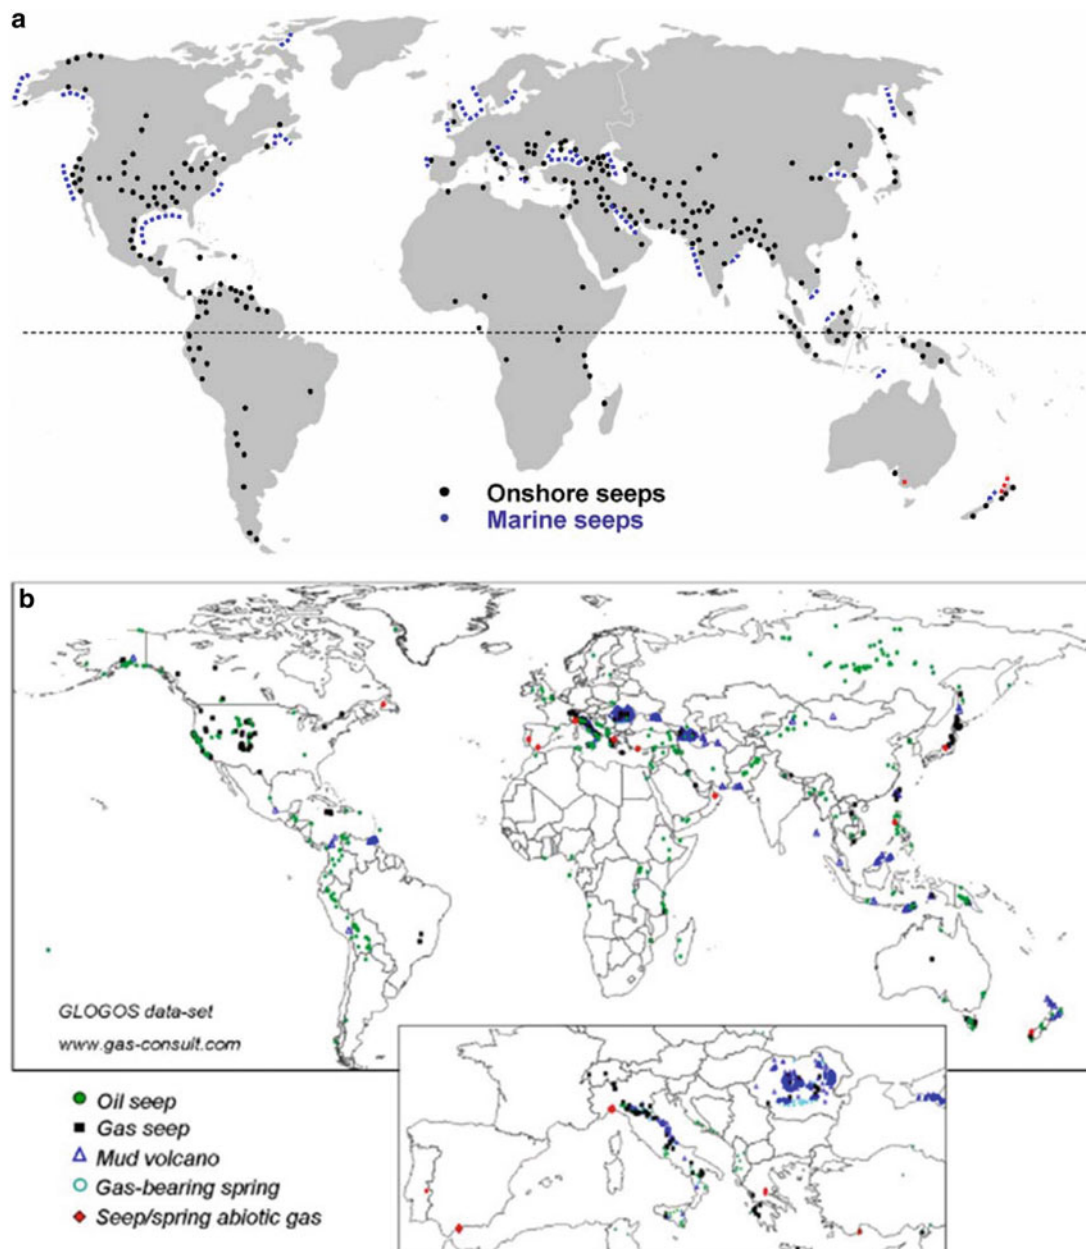 a
Onshore seeps
Marine seeps
b
GLOGOS data-set
www.gas-consult.com
Oil seep
Gas seep
Mud volcano
Gas-bearing spring
Seep/spring abiotic gas